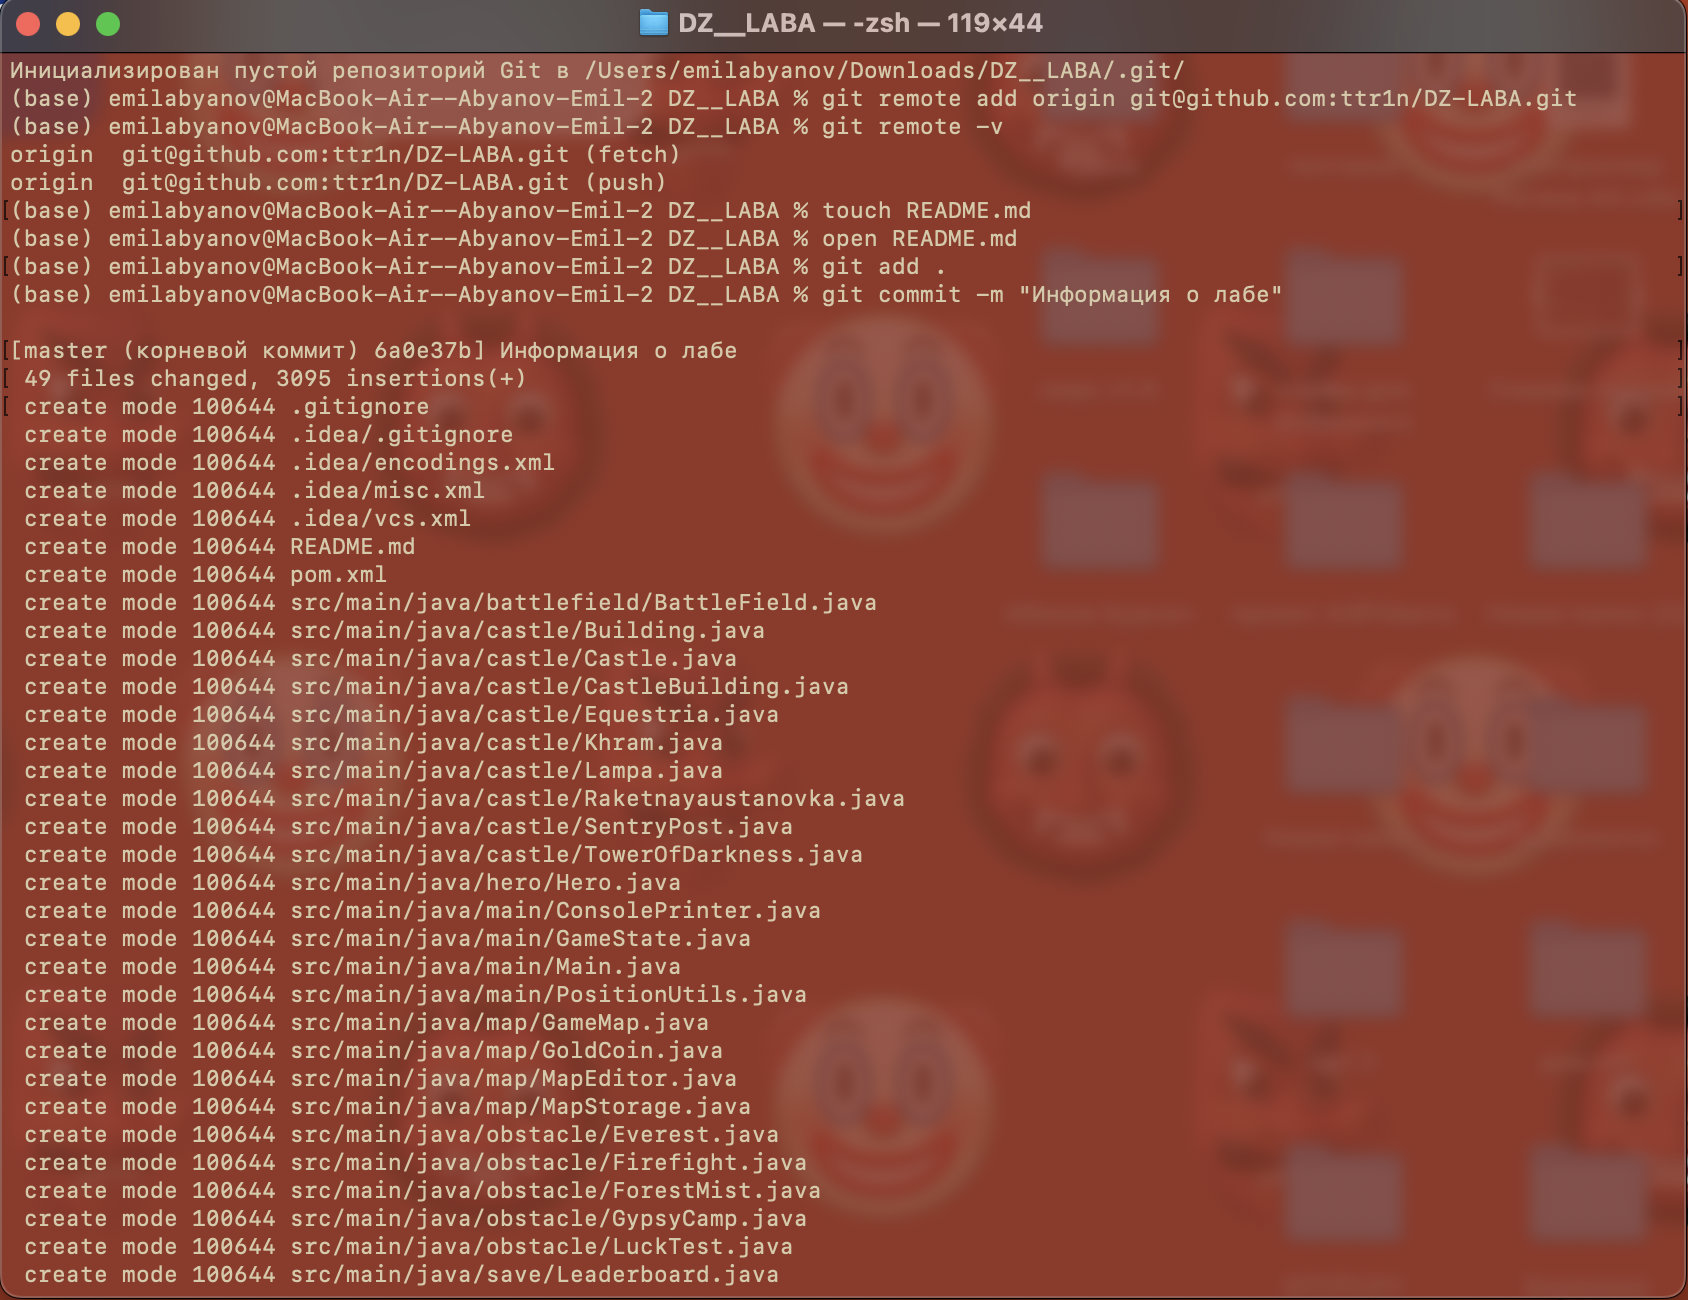 DZ__LABA — -zsh — 119×44
Инициализирован пустой репозиторий Git в /Users/emilabyanov/Downloads/DZ__LABA/.git/
(base) emilabyanov@MacBook-Air--Abyanov-Emil-2 DZ__LABA % git remote add origin git@github.com:ttr1n/DZ-LABA.git
(base) emilabyanov@MacBook-Air--Abyanov-Emil-2 DZ__LABA % git remote -v
origin  git@github.com:ttr1n/DZ-LABA.git (fetch)
origin  git@github.com:ttr1n/DZ-LABA.git (push)
[(base) emilabyanov@MacBook-Air--Abyanov-Emil-2 DZ__LABA % touch README.md ]
(base) emilabyanov@MacBook-Air--Abyanov-Emil-2 DZ__LABA % open README.md
[(base) emilabyanov@MacBook-Air--Abyanov-Emil-2 DZ__LABA % git add . ]
(base) emilabyanov@MacBook-Air--Abyanov-Emil-2 DZ__LABA % git commit -m "Информация о лабе"
[[master (корневой коммит) 6a0e37b] Информация о лабе ]
[ 49 files changed, 3095 insertions(+) ]
[ create mode 100644 .gitignore ]
create mode 100644 .idea/.gitignore
create mode 100644 .idea/encodings.xml
create mode 100644 .idea/misc.xml
create mode 100644 .idea/vcs.xml
create mode 100644 README.md
create mode 100644 pom.xml
create mode 100644 src/main/java/battlefield/BattleField.java
create mode 100644 src/main/java/castle/Building.java
create mode 100644 src/main/java/castle/Castle.java
create mode 100644 src/main/java/castle/CastleBuilding.java
create mode 100644 src/main/java/castle/Equestria.java
create mode 100644 src/main/java/castle/Khram.java
create mode 100644 src/main/java/castle/Lampa.java
create mode 100644 src/main/java/castle/Raketnayaustanovka.java
create mode 100644 src/main/java/castle/SentryPost.java
create mode 100644 src/main/java/castle/TowerOfDarkness.java
create mode 100644 src/main/java/hero/Hero.java
create mode 100644 src/main/java/main/ConsolePrinter.java
create mode 100644 src/main/java/main/GameState.java
create mode 100644 src/main/java/main/Main.java
create mode 100644 src/main/java/main/PositionUtils.java
create mode 100644 src/main/java/map/GameMap.java
create mode 100644 src/main/java/map/GoldCoin.java
create mode 100644 src/main/java/map/MapEditor.java
create mode 100644 src/main/java/map/MapStorage.java
create mode 100644 src/main/java/obstacle/Everest.java
create mode 100644 src/main/java/obstacle/Firefight.java
create mode 100644 src/main/java/obstacle/ForestMist.java
create mode 100644 src/main/java/obstacle/GypsyCamp.java
create mode 100644 src/main/java/obstacle/LuckTest.java
create mode 100644 src/main/java/save/Leaderboard.java